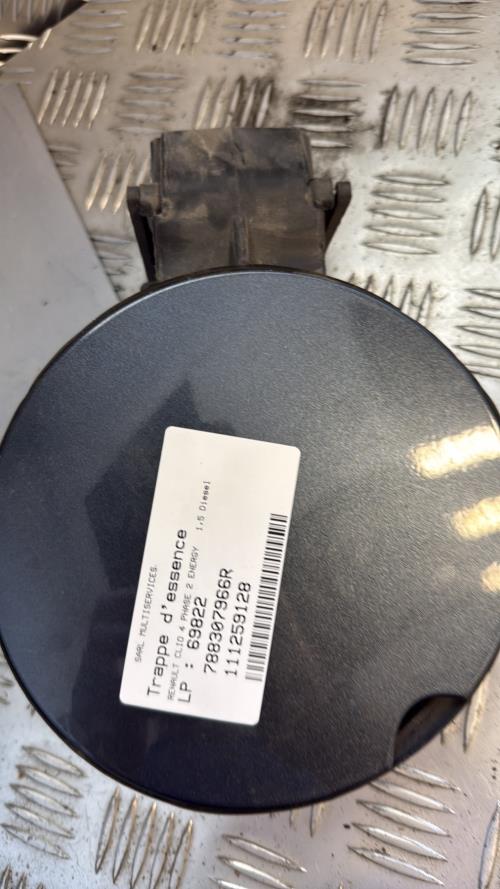 SARL MULTISERVICES.
Trappe d'essence
RENAULT CLIO 4 PHASE 2 ENERGY 1,5 Diesel
LP : 69822
788307966R
111259128